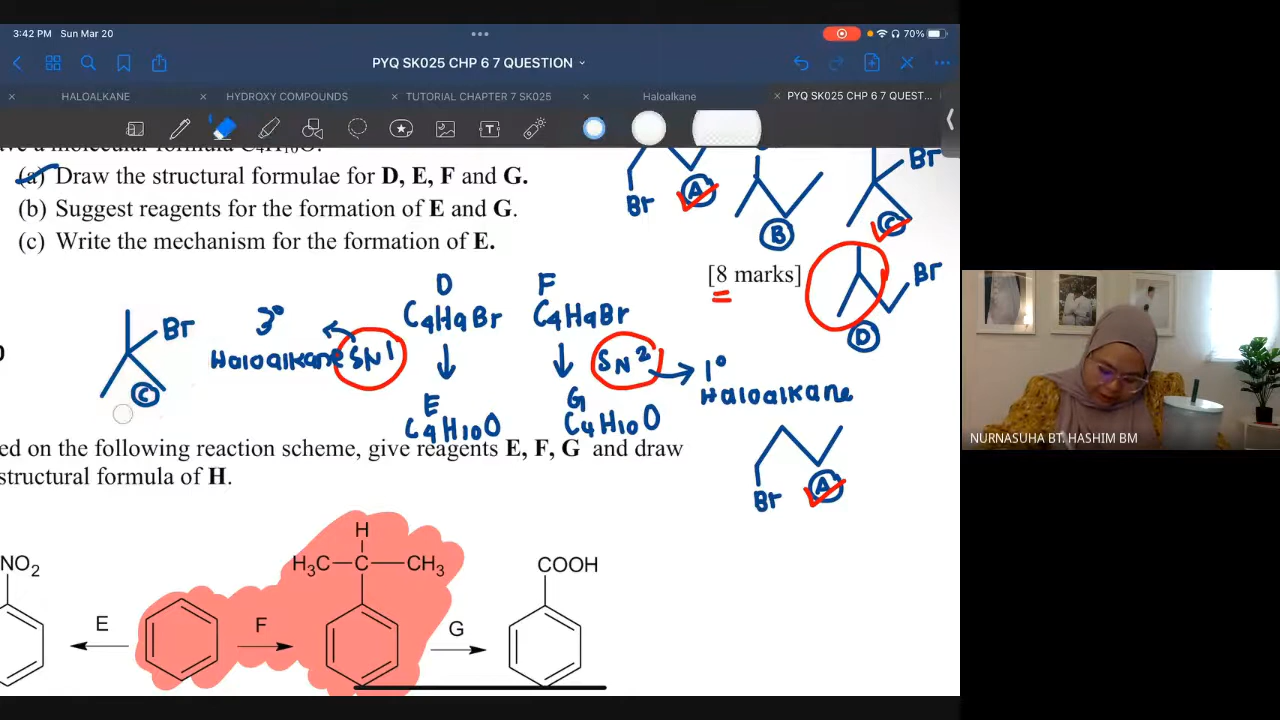 3:42 PM Sun Mar 20
70%
PYQ SK025 CHP 6 7 QUESTION
HALOALKANE
HYDROXY COMPOUNDS
TUTORIAL CHAPTER 7 SK025
Haloalkane
PYQ SK025 CHP 6 7 QUEST...
(a) Draw the structural formulae for D, E, F and G.
(b) Suggest reagents for the formation of E and G.
(c) Write the mechanism for the formation of E.
[8 marks]
Br
A
B
Br
C
Br
D
Br
C
3°
Haloalkane
SN1
D
C4H9Br
E
C4H10O
F
C4H9Br
SN2
G
C4H10O
1°
Haloalkane
Br
A
ed on the following reaction scheme, give reagents E, F, G and draw
structural formula of H.
NO2
E
F
H
H3C C CH3
G
COOH
NURNASUHA BT. HASHIM BM